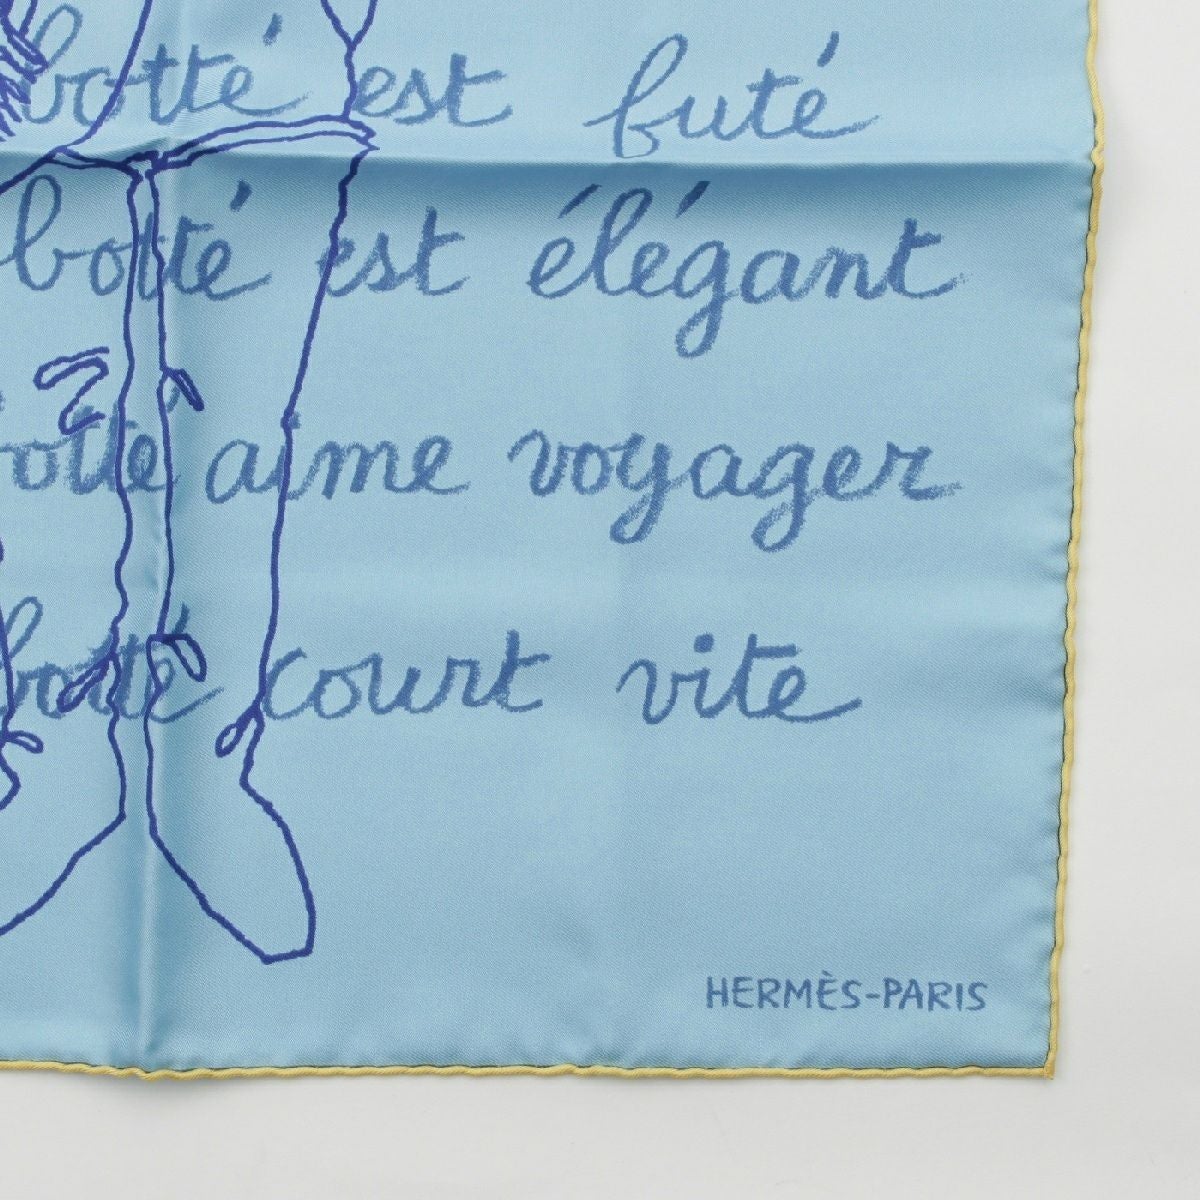 botté est futé
botté est élégant
botté aime voyager
botté court vite
HERMÈS-PARIS